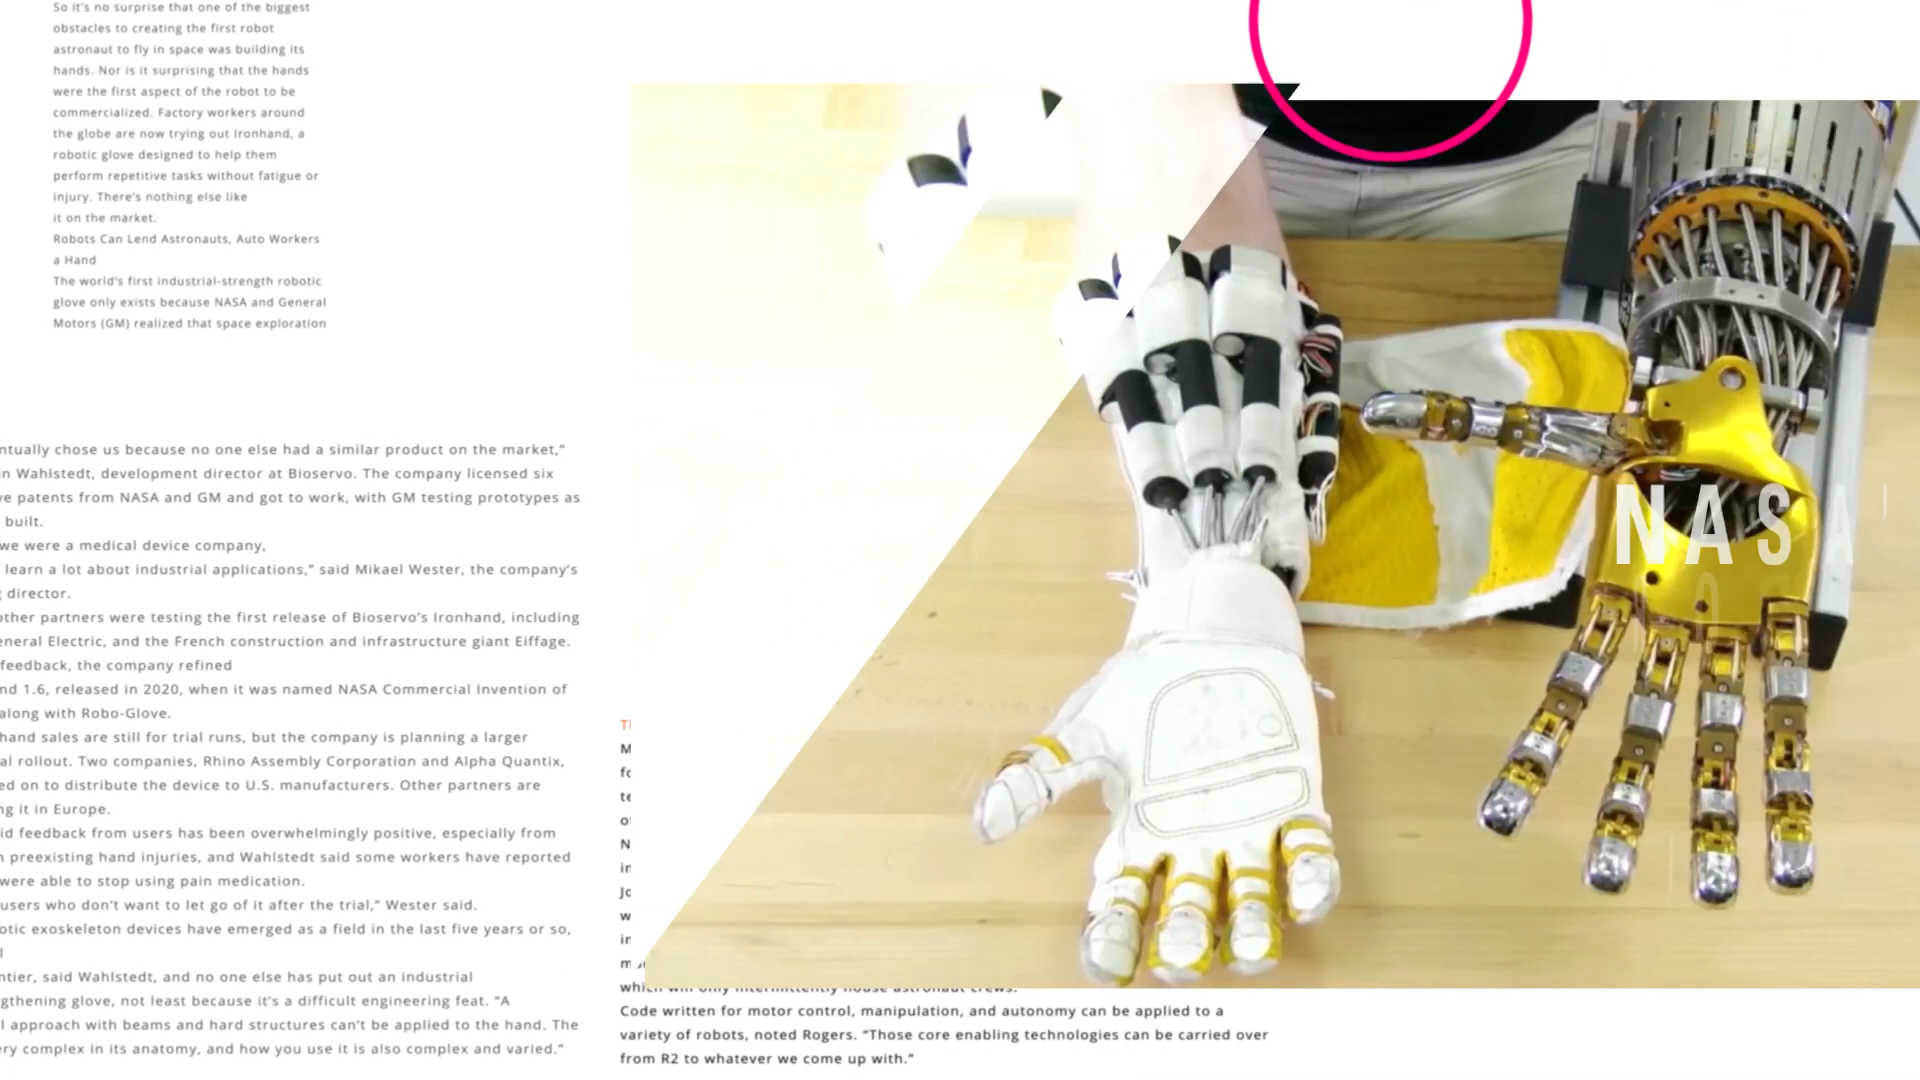 So it's no surprise that one of the biggest
obstacles to creating the first robot
astronaut to fly in space was building its
hands. Nor is it surprising that the hands
were the first aspect of the robot to be
commercialized. Factory workers around
the globe are now trying out Ironhand, a
robotic glove designed to help them
perform repetitive tasks without fatigue or
injury. There's nothing else like
it on the market.
Robots Can Lend Astronauts, Auto Workers
a Hand
The world's first industrial-strength robotic
glove only exists because NASA and General
Motors (GM) realized that space exploration
ntually chose us because no one else had a similar product on the market,"
in Wahlstedt, development director at Bioservo. The company licensed six
ve patents from NASA and GM and got to work, with GM testing prototypes as
built.
we were a medical device company,
learn a lot about industrial applications," said Mikael Wester, the company's
g director.
other partners were testing the first release of Bioservo's Ironhand, including
eneral Electric, and the French construction and infrastructure giant Eiffage.
feedback, the company refined
nd 1.6, released in 2020, when it was named NASA Commercial Invention of
along with Robo-Glove.
hand sales are still for trial runs, but the company is planning a larger
al rollout. Two companies, Rhino Assembly Corporation and Alpha Quantix,
ed on to distribute the device to U.S. manufacturers. Other partners are
ng it in Europe.
id feedback from users has been overwhelmingly positive, especially from
n preexisting hand injuries, and Wahlstedt said some workers have reported
were able to stop using pain medication.
users who don't want to let go of it after the trial," Wester said.
otic exoskeleton devices have emerged as a field in the last five years or so,
l
ntier, said Wahlstedt, and no one else has put out an industrial
gthening glove, not least because it's a difficult engineering feat. "A
l approach with beams and hard structures can't be applied to the hand. The
ery complex in its anatomy, and how you use it is also complex and varied."
NASA
which will only intermittently house astronaut crews.
Code written for motor control, manipulation, and autonomy can be applied to a
variety of robots, noted Rogers. "Those core enabling technologies can be carried over
from R2 to whatever we come up with."